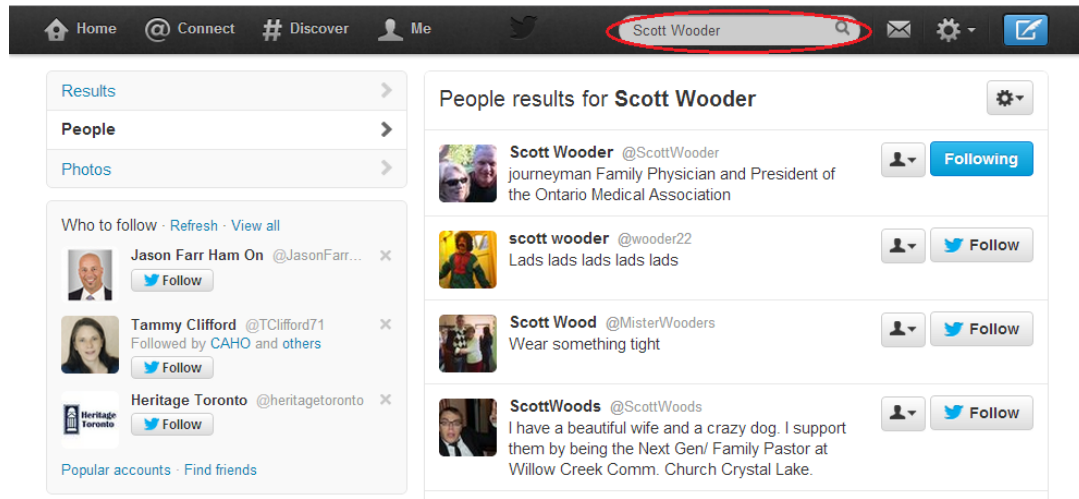 Home Connect Discover Me Scott Wooder
Results
People
Photos
Who to follow · Refresh · View all
Jason Farr Ham On @JasonFarr...
Follow
Tammy Clifford @TClifford71
Followed by CAHO and others
Follow
Heritage Toronto @heritagetoronto
Heritage
Toronto
Follow
Popular accounts · Find friends
People results for Scott Wooder
Scott Wooder @ScottWooder
journeyman Family Physician and President of
the Ontario Medical Association
Following
scott wooder @wooder22
Lads lads lads lads lads
Follow
Scott Wood @MisterWooders
Wear something tight
Follow
ScottWoods @ScottWoods
I have a beautiful wife and a crazy dog. I support
them by being the Next Gen/ Family Pastor at
Willow Creek Comm. Church Crystal Lake.
Follow